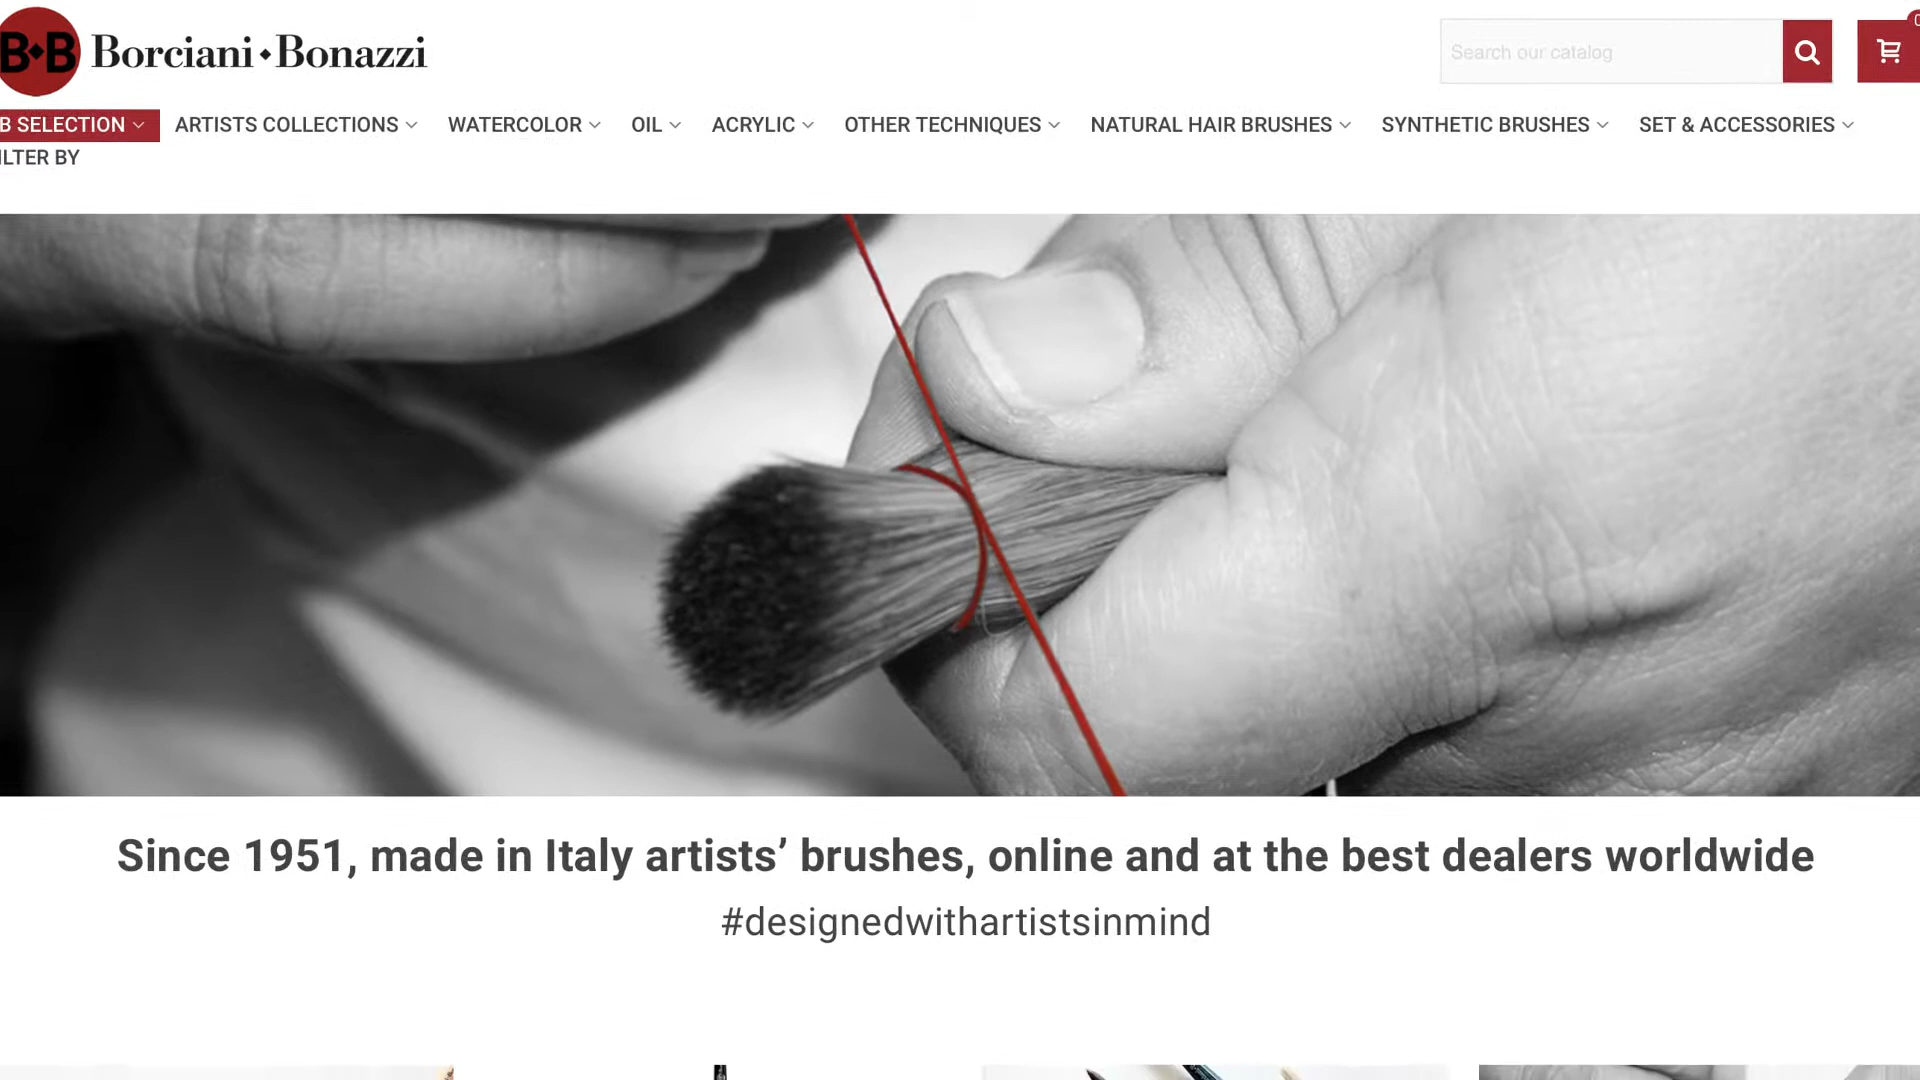 B♦B Borciani♦Bonazzi
Search our catalog
B SELECTION
ARTISTS COLLECTIONS
WATERCOLOR
OIL
ACRYLIC
OTHER TECHNIQUES
NATURAL HAIR BRUSHES
SYNTHETIC BRUSHES
SET & ACCESSORIES
ILTER BY
Since 1951, made in Italy artists’ brushes, online and at the best dealers worldwide
#designedwithartistsinmind